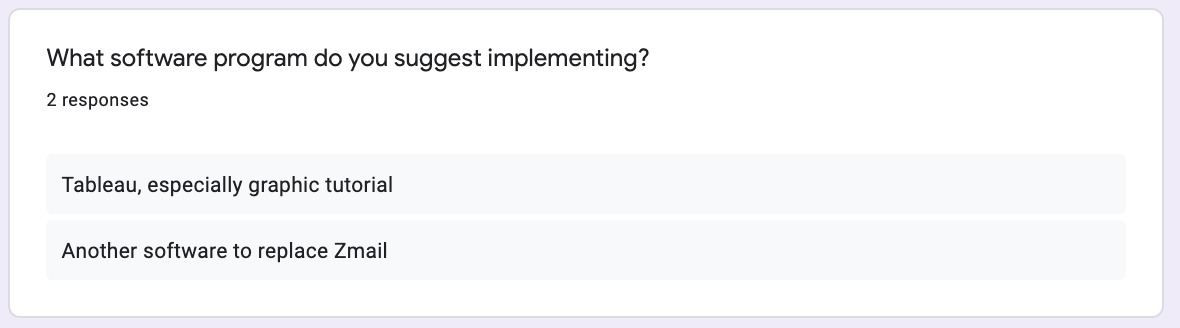 What software program do you suggest implementing?
2 responses
Tableau, especially graphic tutorial
Another software to replace Zmail